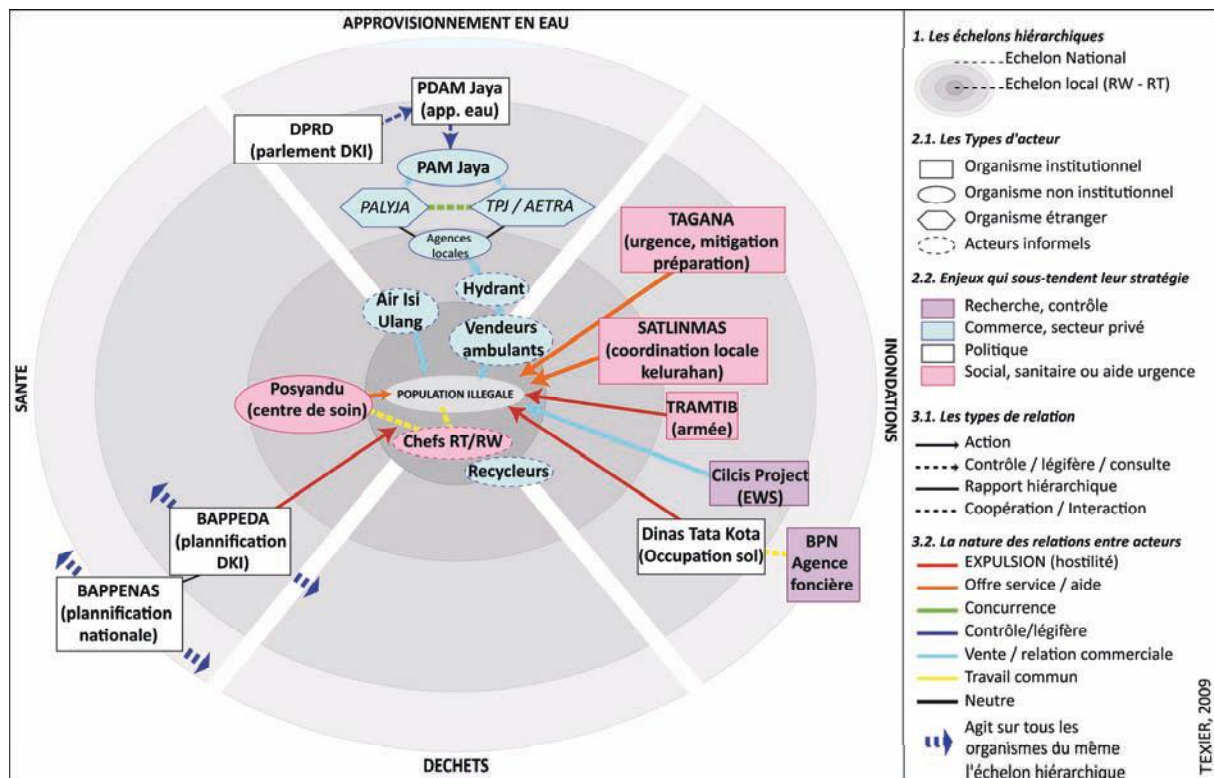 APPROVISIONNEMENT EN EAU
PDAM Jaya
(app. eau)
DPRD
(parlement DKI)
PAM Jaya
PALYJA
TPJ / AETRA
Agences
locales
TAGANA
(urgence, mitigation
préparation)
Air Isi
Ulang
Hydrant
Vendeurs
ambulants
SATLINMAS
(coordination locale
kelurahan)
SANTE
INONDATIONS
Posyandu
(centre de soin)
POPULATION ILLEGALE
TRAMTIB
(armée)
Chefs RT/RW
Recycleurs
Cilcis Project
(EWS)
BAPPEDA
(plannification
DKI)
Dinas Tata Kota
(Occupation sol)
BPN
Agence
foncière
BAPPENAS
(plannification
nationale)
DECHETS
1. Les échelons hiérarchiques
Echelon National
Echelon local (RW - RT)
2.1. Les Types d'acteur
Organisme institutionnel
Organisme non institutionnel
Organisme étranger
Acteurs informels
2.2. Enjeux qui sous-tendent leur stratégie
Recherche, contrôle
Commerce, secteur privé
Politique
Social, sanitaire ou aide urgence
3.1. Les types de relation
Action
Contrôle / légifère / consulte
Rapport hiérarchique
Coopération / Interaction
3.2. La nature des relations entre acteurs
EXPULSION (hostilité)
Offre service / aide
Concurrence
Contrôle/légifère
Vente / relation commerciale
Travail commun
Neutre
Agit sur tous les
organismes du même
l'échelon hiérarchique
TEXIER, 2009